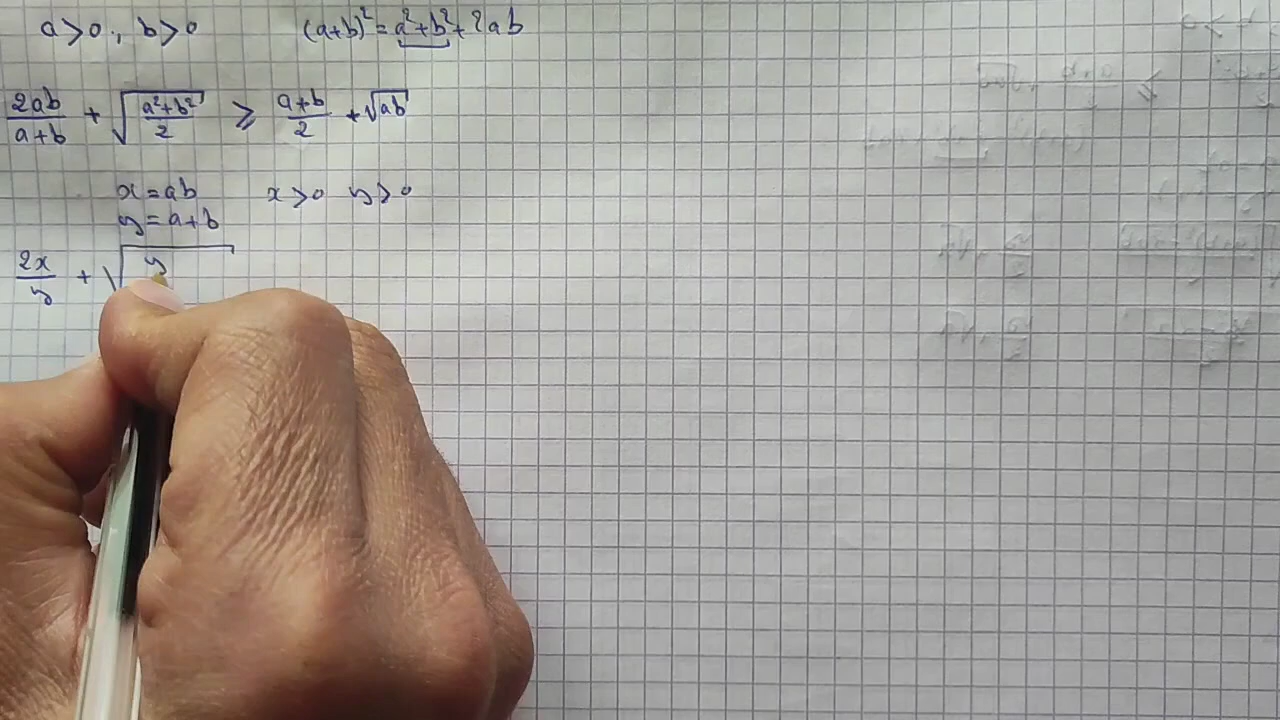 a > 0 , b > 0 (a+b)² = a²+b² + 2ab
2ab/(a+b) + √((a²+b²)/2) ≥ (a+b)/2 + √(ab)
x = ab x > 0 y > 0
y = a+b
2x/y + √ y